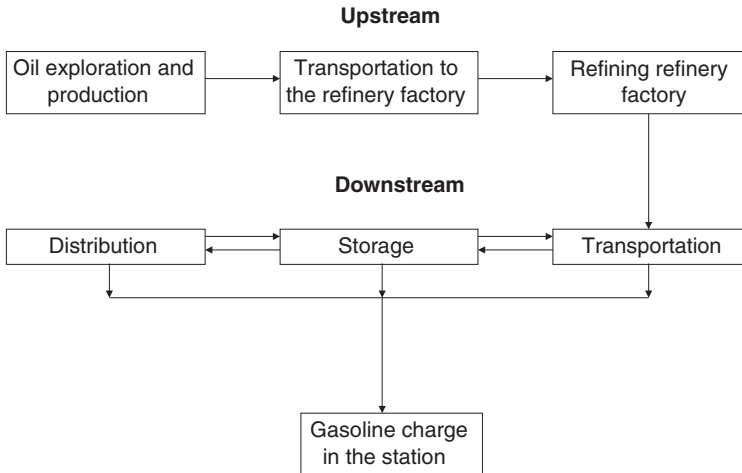 Upstream
Oil exploration and
production
Transportation to
the refinery factory
Refining refinery
factory
Downstream
Distribution
Storage
Transportation
Gasoline charge
in the station